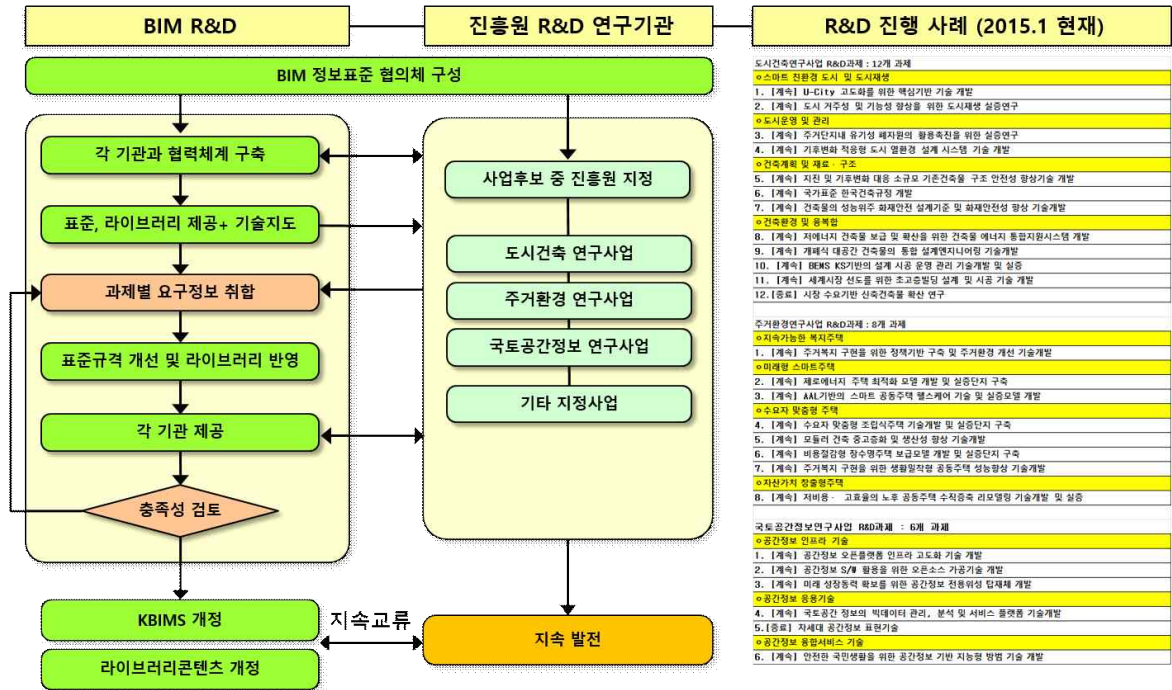 BIM R&D
진흥원 R&D 연구기관
R&D 진행 사례 (2015.1 현재)
BIM 정보표준 협의체 구성
각 기관과 협력체계 구축
표준, 라이브러리 제공+ 기술지도
과제별 요구정보 취합
표준규격 개선 및 라이브러리 반영
각 기관 제공
충족성 검토
KBIMS 개정
라이브러리콘텐츠 개정
지속교류
사업후보 중 진흥원 지정
도시건축 연구사업
주거환경 연구사업
국토공간정보 연구사업
기타 지정사업
지속 발전
도시건축연구사업 R&D과제 : 12개 과제
ㅇ스마트 친환경 도시 및 도시재생
1. [계속] U-City 고도화를 위한 핵심기반 기술 개발
2. [계속] 도시 거주성 및 기능성 향상을 위한 도시재생 실증연구
ㅇ도시운영 및 관리
3. [계속] 주거단지내 유기성 폐자원의 활용촉진을 위한 실증연구
4. [계속] 기후변화 적응형 도시 열환경 설계 시스템 기술 개발
ㅇ건축계획 및 재료·구조
5. [계속] 지진 및 기후변화 대응 소규모 기존건축물 구조 안전성 향상기술 개발
6. [계속] 국가표준 한국건축규정 개발
7. [계속] 건축물의 성능위주 화재안전 설계기준 및 화재안전성 향상 기술개발
ㅇ건축환경 및 융복합
8. [계속] 저에너지 건축물 보급 및 확산을 위한 건축물 에너지 통합지원시스템 개발
9. [계속] 개폐식 대공간 건축물의 통합 설계엔지니어링 기술개발
10. [계속] BEMS KS기반의 설계 시공 운영 관리 기술개발 및 실증
11. [계속] 세계시장 선도를 위한 초고층빌딩 설계 및 시공 기술 개발
12.[종료] 시장 수요기반 신축건축물 확산 연구
주거환경연구사업 R&D과제 : 8개 과제
ㅇ지속가능한 복지주택
1. [계속] 주거복지 구현을 위한 정책기반 구축 및 주거환경 개선 기술개발
ㅇ미래형 스마트주택
2. [계속] 제로에너지 주택 최적화 모델 개발 및 실증단지 구축
3. [계속] AAL기반의 스마트 공동주택 헬스케어 기술 및 실증모델 개발
ㅇ수요자 맞춤형 주택
4. [계속] 수요자 맞춤형 조립식주택 기술개발 및 실증단지 구축
5. [계속] 모듈러 건축 중고층화 및 생산성 향상 기술개발
6. [계속] 비용절감형 장수명주택 보급모델 개발 및 실증단지 구축
7. [계속] 주거복지 구현을 위한 생활밀착형 공동주택 성능향상 기술개발
ㅇ자산가치 창출형주택
8. [계속] 저비용· 고효율의 노후 공동주택 수직증축 리모델링 기술개발 및 실증
국토공간정보연구사업 R&D과제 : 6개 과제
ㅇ공간정보 인프라 기술
1. [계속] 공간정보 오픈플랫폼 인프라 고도화 기술 개발
2. [계속] 공간정보 S/W 활용을 위한 오픈소스 가공기술 개발
3. [계속] 미래 성장동력 확보를 위한 공간정보 전용위성 탑재체 개발
ㅇ공간정보 응용기술
4. [계속] 국토공간 정보의 빅데이터 관리, 분석 및 서비스 플랫폼 기술개발
5.[종료] 차세대 공간정보 표현기술
ㅇ공간정보 융합서비스 기술
6. [계속] 안전한 국민생활을 위한 공간정보 기반 지능형 방범 기술 개발